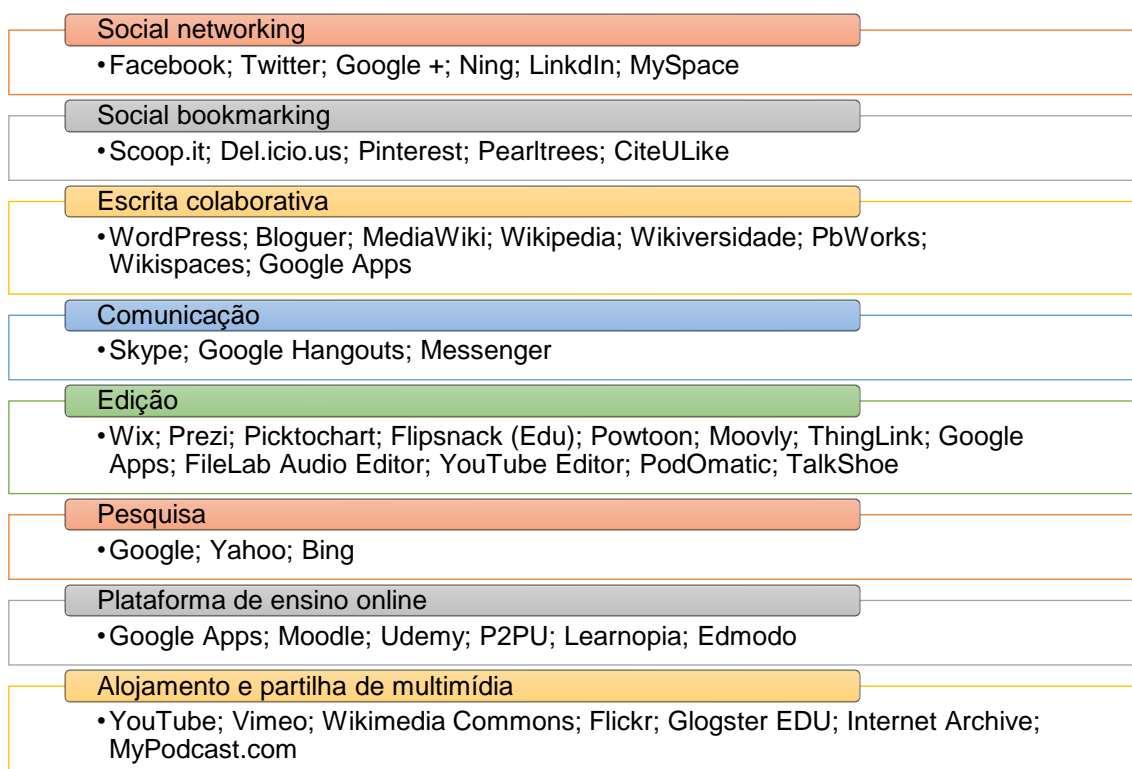 Social networking
•Facebook; Twitter; Google +; Ning; LinkdIn; MySpace
Social bookmarking
•Scoop.it; Del.icio.us; Pinterest; Pearltrees; CiteULike
Escrita colaborativa
•WordPress; Bloguer; MediaWiki; Wikipedia; Wikiversidade; PbWorks;
Wikispaces; Google Apps
Comunicação
•Skype; Google Hangouts; Messenger
Edição
•Wix; Prezi; Picktochart; Flipsnack (Edu); Powtoon; Moovly; ThingLink; Google
Apps; FileLab Audio Editor; YouTube Editor; PodOmatic; TalkShoe
Pesquisa
•Google; Yahoo; Bing
Plataforma de ensino online
•Google Apps; Moodle; Udemy; P2PU; Learnopia; Edmodo
Alojamento e partilha de multimídia
•YouTube; Vimeo; Wikimedia Commons; Flickr; Glogster EDU; Internet Archive;
MyPodcast.com